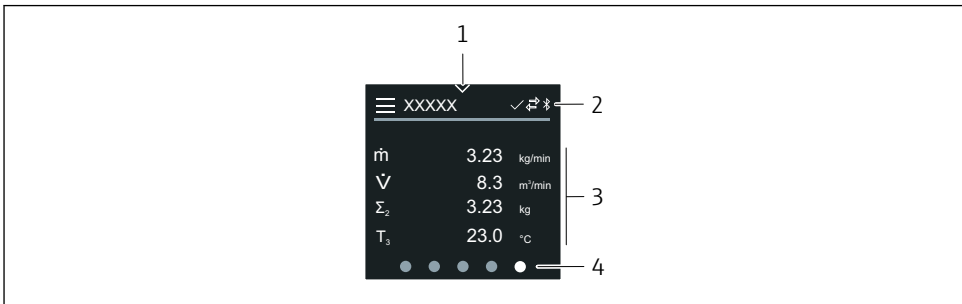 1
XXXXX
2
ṁ 3.23 kg/min
V̇ 8.3 m³/min
Σ₂ 3.23 kg
T₃ 23.0 °C
3
4